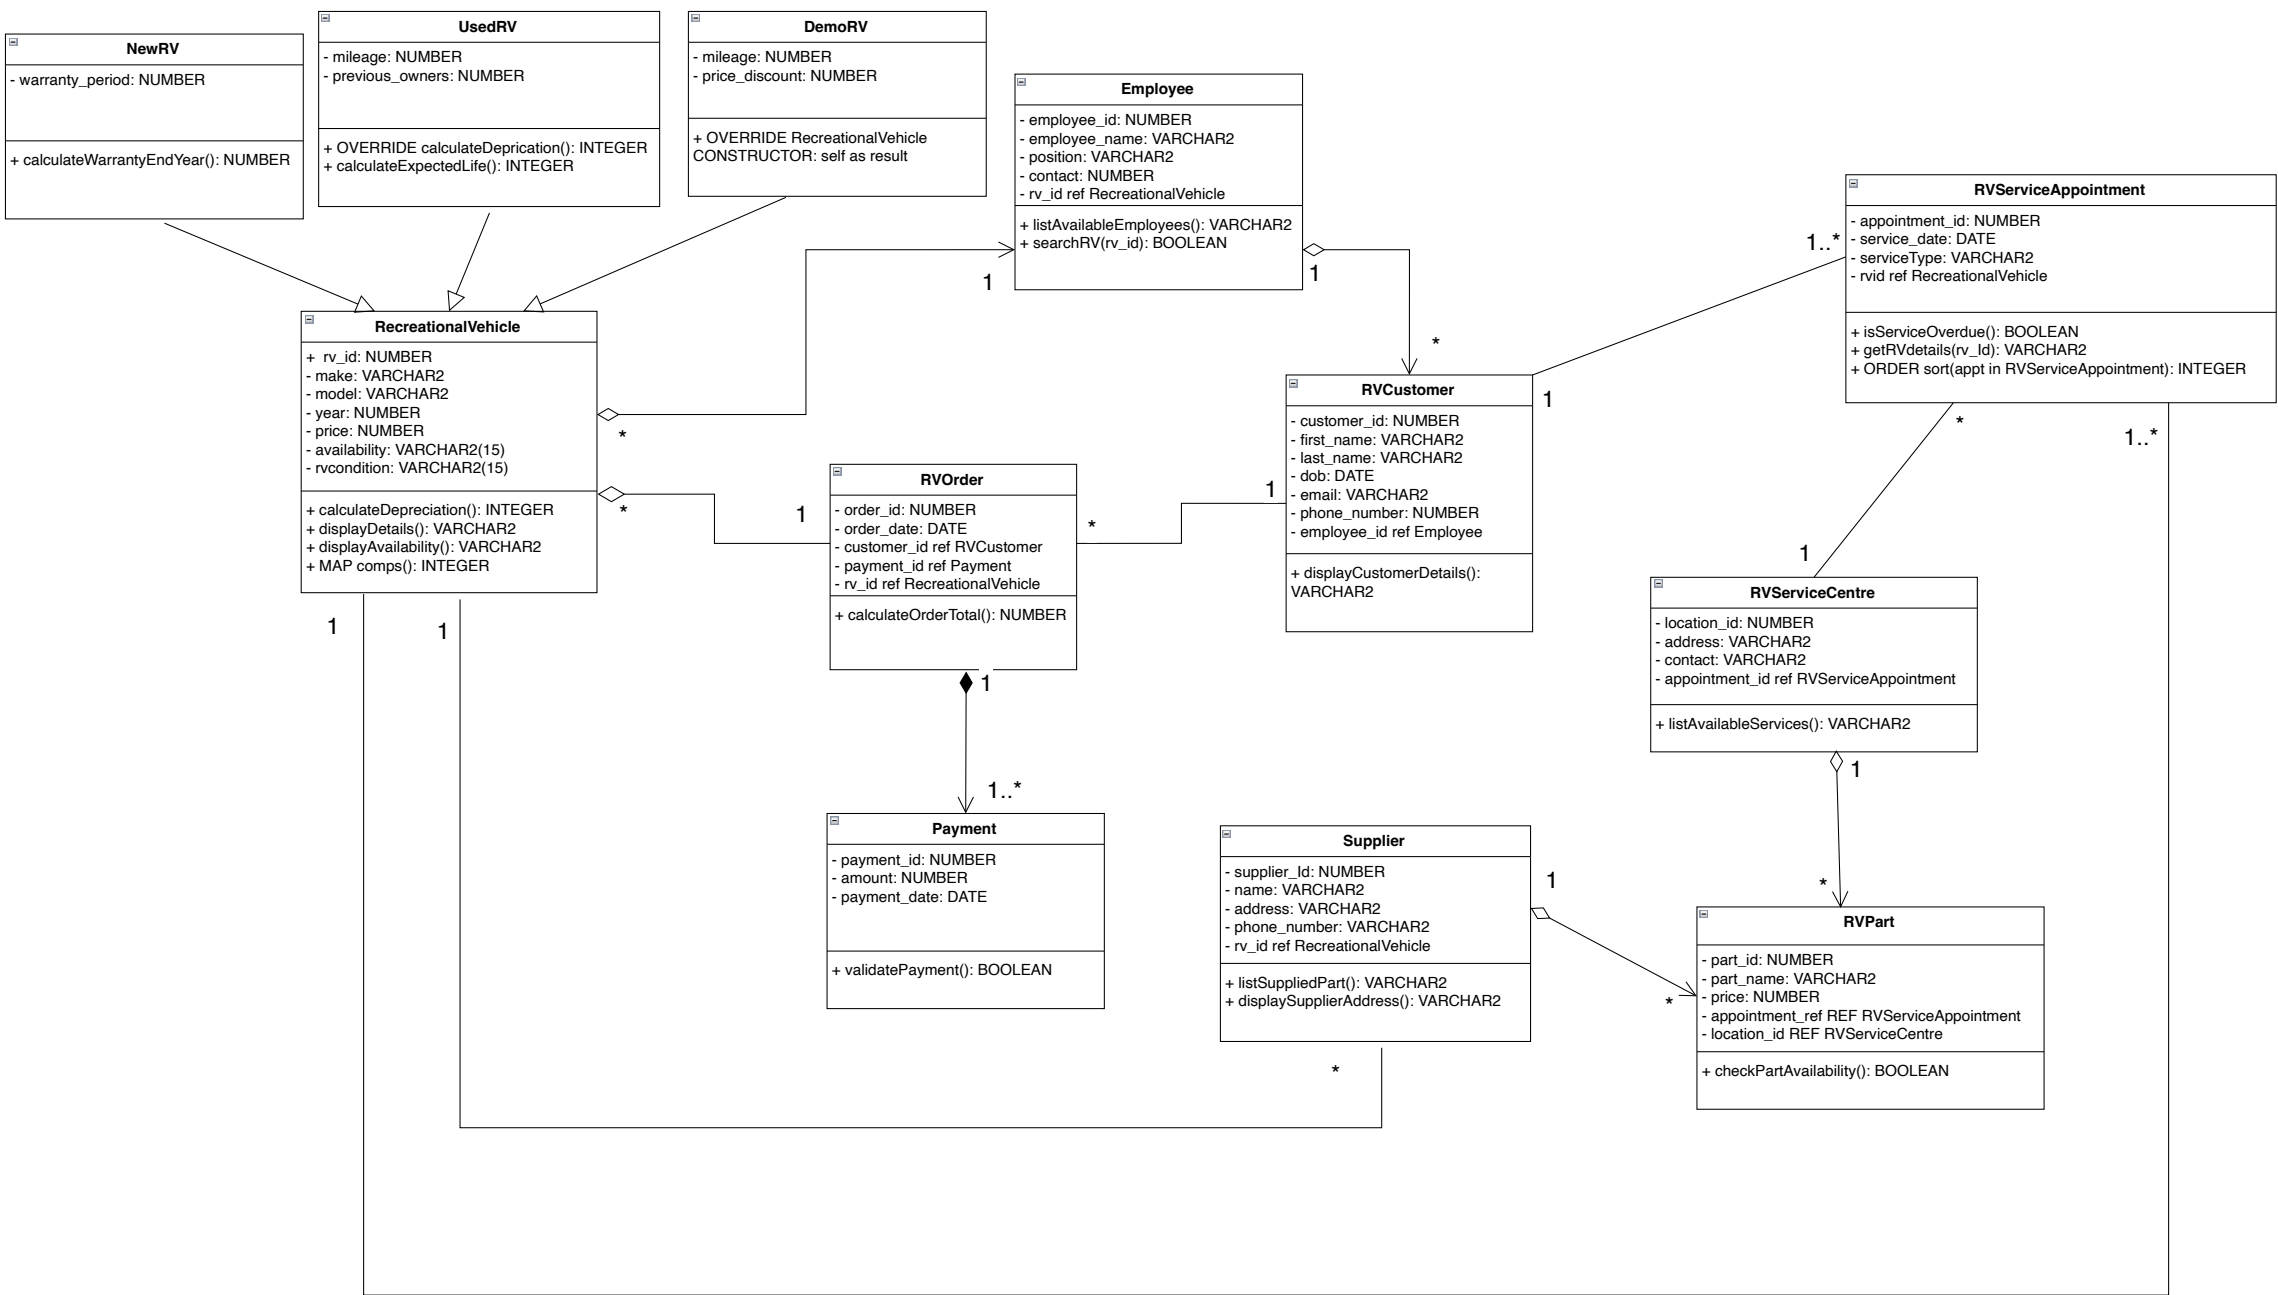 NewRV
- warranty_period: NUMBER
+ calculateWarrantyEndYear(): NUMBER
UsedRV
- mileage: NUMBER
- previous_owners: NUMBER
+ OVERRIDE calculateDeprication(): INTEGER
+ calculateExpectedLife(): INTEGER
DemoRV
- mileage: NUMBER
- price_discount: NUMBER
+ OVERRIDE RecreationalVehicle
CONSTRUCTOR: self as result
Employee
- employee_id: NUMBER
- employee_name: VARCHAR2
- position: VARCHAR2
- contact: NUMBER
- rv_id ref RecreationalVehicle
+ listAvailableEmployees(): VARCHAR2
+ searchRV(rv_id): BOOLEAN
1
1
*
RVServiceAppointment
- appointment_id: NUMBER
- service_date: DATE
- serviceType: VARCHAR2
- rvid ref RecreationalVehicle
+ isServiceOverdue(): BOOLEAN
+ getRVdetails(rv_Id): VARCHAR2
+ ORDER sort(appt in RVServiceAppointment): INTEGER
1..*
*
1..*
RecreationalVehicle
+ rv_id: NUMBER
- make: VARCHAR2
- model: VARCHAR2
- year: NUMBER
- price: NUMBER
- availability: VARCHAR2(15)
- rvcondition: VARCHAR2(15)
+ calculateDepreciation(): INTEGER
+ displayDetails(): VARCHAR2
+ displayAvailability(): VARCHAR2
+ MAP comps(): INTEGER
*
*
1
1
RVOrder
- order_id: NUMBER
- order_date: DATE
- customer_id ref RVCustomer
- payment_id ref Payment
- rv_id ref RecreationalVehicle
+ calculateOrderTotal(): NUMBER
1
*
1
1..*
RVCustomer
- customer_id: NUMBER
- first_name: VARCHAR2
- last_name: VARCHAR2
- dob: DATE
- email: VARCHAR2
- phone_number: NUMBER
- employee_id ref Employee
+ displayCustomerDetails():
VARCHAR2
1
1
RVServiceCentre
- location_id: NUMBER
- address: VARCHAR2
- contact: VARCHAR2
- appointment_id ref RVServiceAppointment
+ listAvailableServices(): VARCHAR2
1
1
*
Payment
- payment_id: NUMBER
- amount: NUMBER
- payment_date: DATE
+ validatePayment(): BOOLEAN
Supplier
- supplier_Id: NUMBER
- name: VARCHAR2
- address: VARCHAR2
- phone_number: VARCHAR2
- rv_id ref RecreationalVehicle
+ listSuppliedPart(): VARCHAR2
+ displaySupplierAddress(): VARCHAR2
1
*
*
RVPart
- part_id: NUMBER
- part_name: VARCHAR2
- price: NUMBER
- appointment_ref REF RVServiceAppointment
- location_id REF RVServiceCentre
+ checkPartAvailability(): BOOLEAN